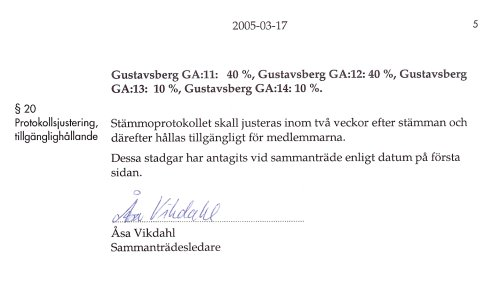 2005-03-17 5
Gustavsberg GA:11: 40 %, Gustavsberg GA:12: 40 %, Gustavsberg
GA:13: 10 %, Gustavsberg GA:14: 10 %.
§ 20
Protokollsjustering,
tillgänglighållande
Stämmoprotokollet skall justeras inom två veckor efter stämman och
därefter hållas tillgängligt för medlemmarna.
Dessa stadgar har antagits vid sammanträde enligt datum på första
sidan.
Åsa Vikdahl
Åsa Vikdahl
Sammanträdesledare